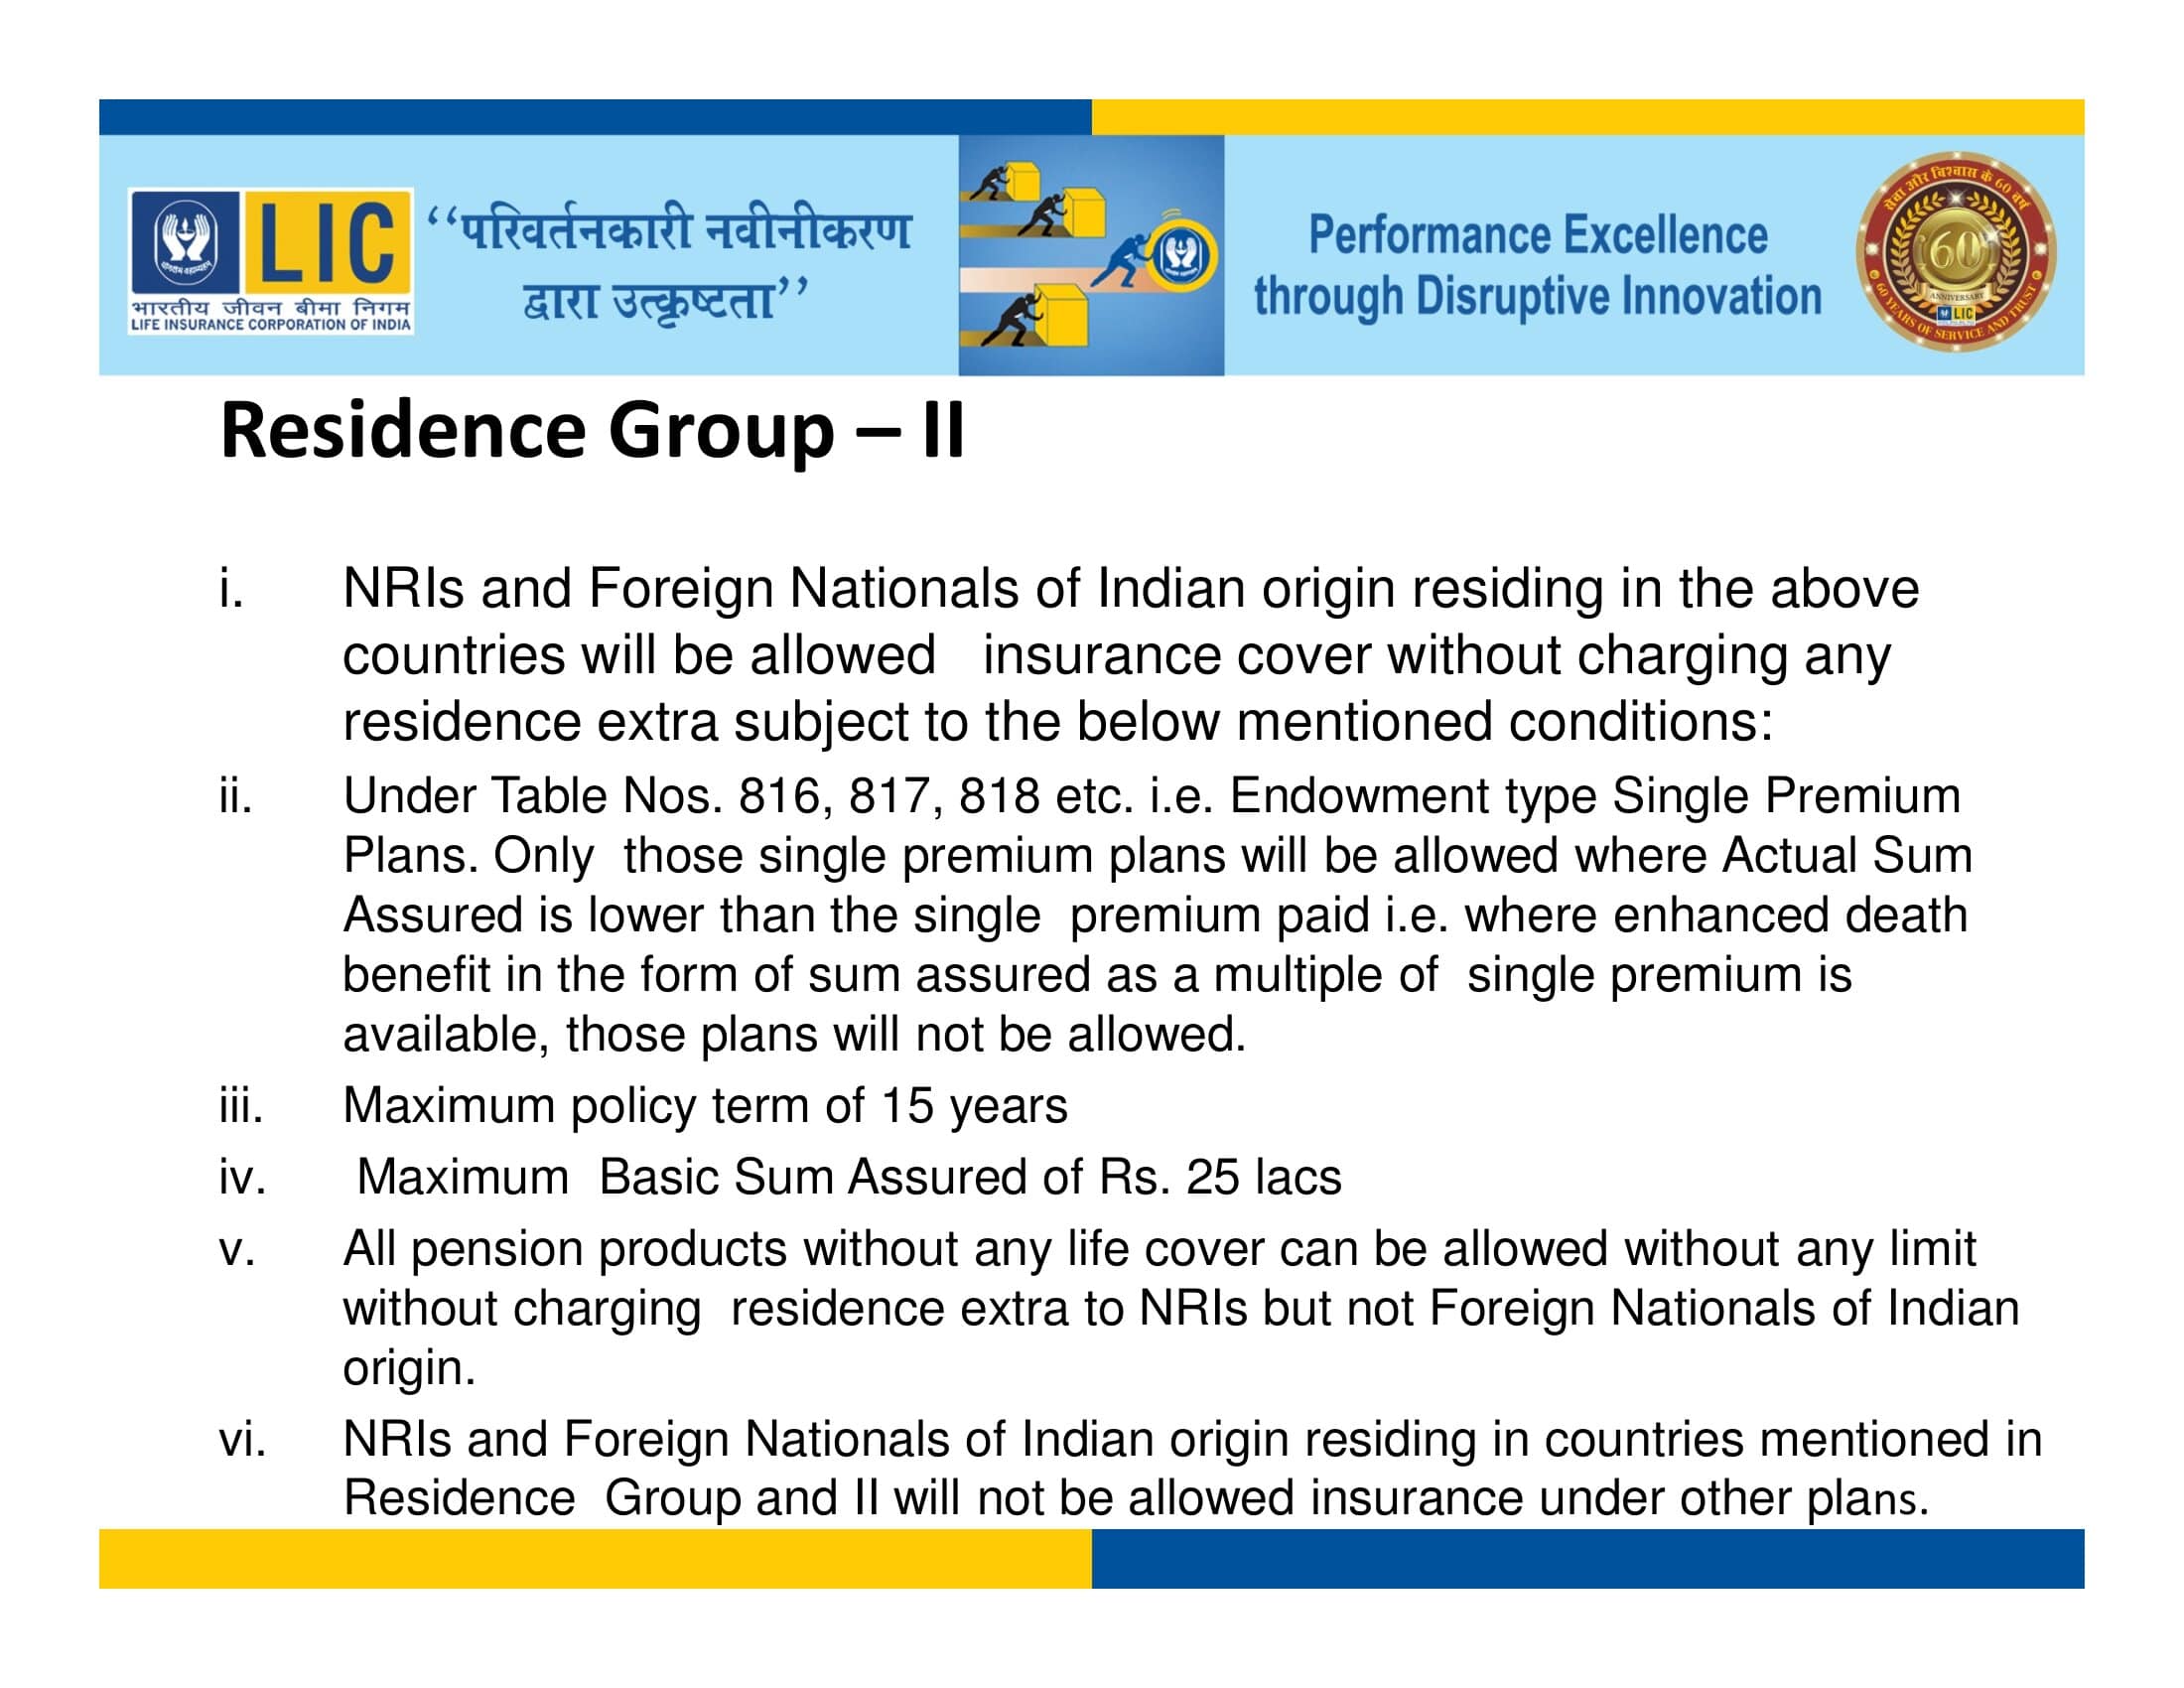 LIC
भारतीय जीवन बीमा निगम
LIFE INSURANCE CORPORATION OF INDIA
‘‘परिवर्तनकारी नवीनीकरण
द्वारा उत्कृष्टता’’
Performance Excellence
through Disruptive Innovation
सेवा और विश्वास के 60 वर्ष
60
ANNIVERSARY
LIC
60 YEARS OF SERVICE AND TRUST
Residence Group – II
i. NRIs and Foreign Nationals of Indian origin residing in the above
countries will be allowed insurance cover without charging any
residence extra subject to the below mentioned conditions:
ii. Under Table Nos. 816, 817, 818 etc. i.e. Endowment type Single Premium
Plans. Only those single premium plans will be allowed where Actual Sum
Assured is lower than the single premium paid i.e. where enhanced death
benefit in the form of sum assured as a multiple of single premium is
available, those plans will not be allowed.
iii. Maximum policy term of 15 years
iv. Maximum Basic Sum Assured of Rs. 25 lacs
v. All pension products without any life cover can be allowed without any limit
without charging residence extra to NRIs but not Foreign Nationals of Indian
origin.
vi. NRIs and Foreign Nationals of Indian origin residing in countries mentioned in
Residence Group and II will not be allowed insurance under other plans.